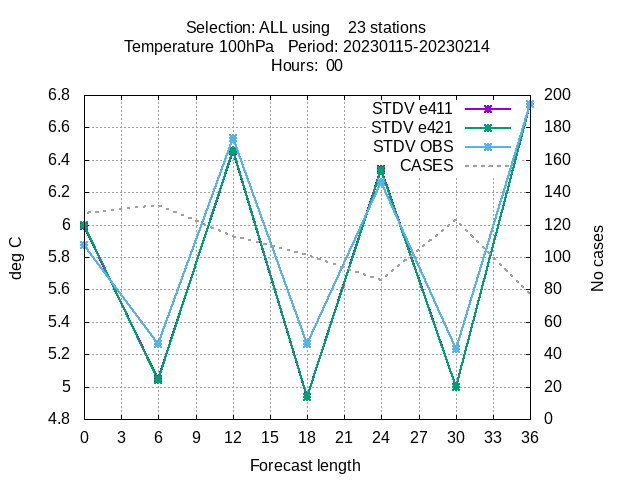 Selection: ALL using 23 stations
Temperature 100hPa Period: 20230115-20230214
Hours: 00
STDV e411
STDV e421
STDV OBS
CASES
6.8
6.6
6.4
6.2
6
5.8
5.6
5.4
5.2
5
4.8
200
180
160
140
120
100
80
60
40
20
0
deg C
No cases
0 3 6 9 12 15 18 21 24 27 30 33 36
Forecast length